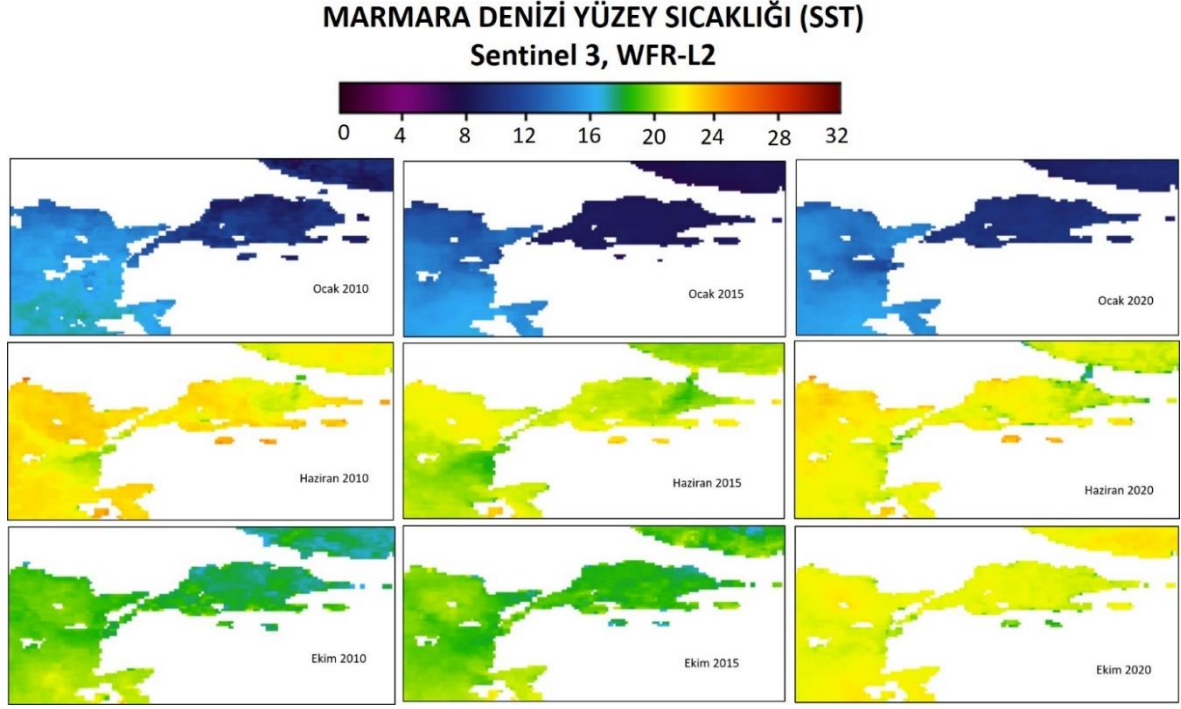 MARMARA DENİZİ YÜZEY SICAKLIĞI (SST)
Sentinel 3, WFR-L2
0 4 8 12 16 20 24 28 32
Ocak 2010
Ocak 2015
Ocak 2020
Haziran 2010
Haziran 2015
Haziran 2020
Ekim 2010
Ekim 2015
Ekim 2020